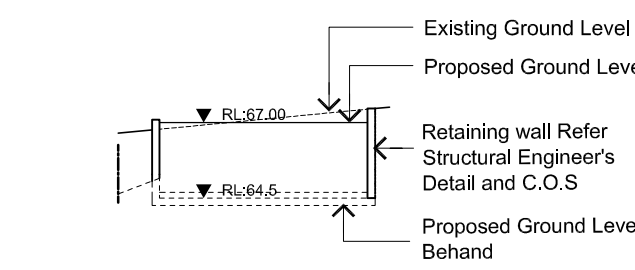 Existing Ground Level
Proposed Ground Leve
RL:67.00
Retaining wall Refer
Structural Engineer's
Detail and C.O.S
RL:64.5
Proposed Ground Leve
Behand